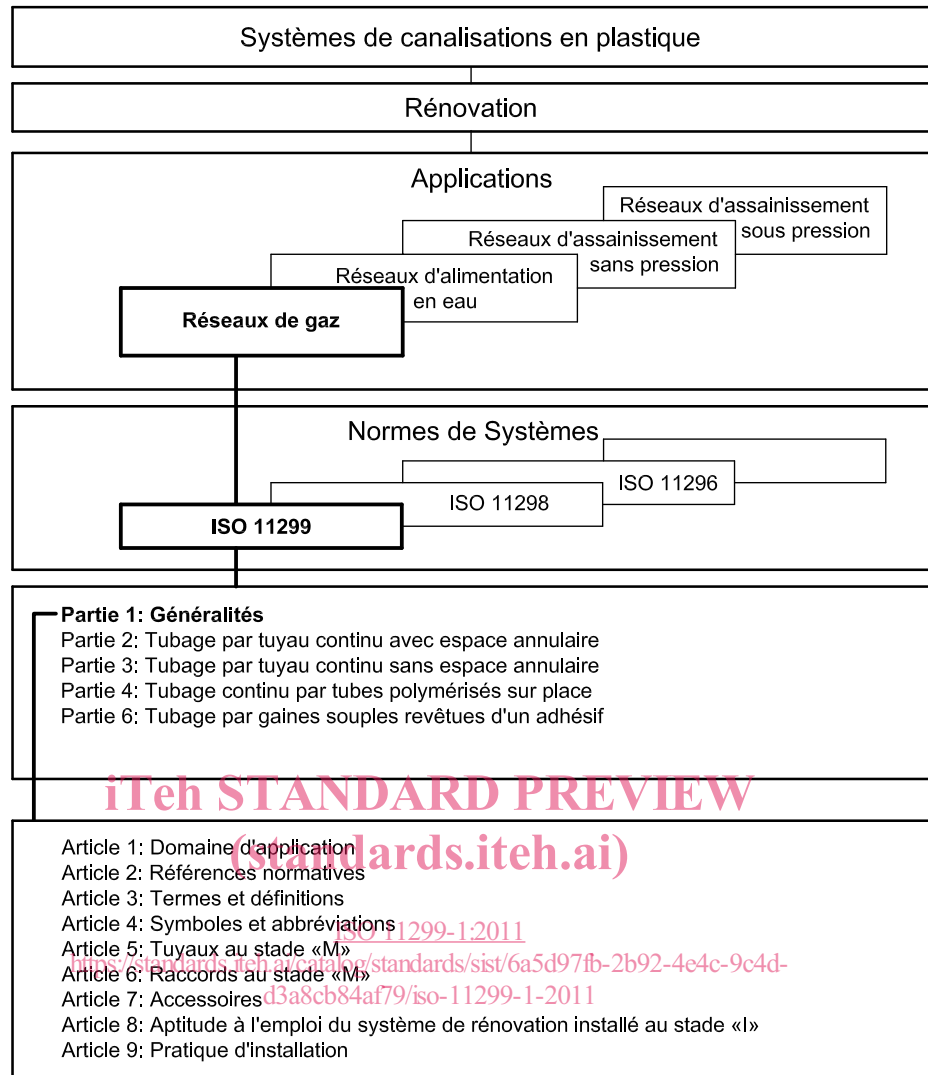 Systèmes de canalisations en plastique
Rénovation
Applications
Réseaux d'assainissement
sous pression
Réseaux d'assainissement
sans pression
Réseaux d'alimentation
en eau
Réseaux de gaz
Normes de Systèmes
ISO 11296
ISO 11298
ISO 11299
Partie 1: Généralités
Partie 2: Tubage par tuyau continu avec espace annulaire
Partie 3: Tubage par tuyau continu sans espace annulaire
Partie 4: Tubage continu par tubes polymérisés sur place
Partie 6: Tubage par gaines souples revêtues d'un adhésif
iTeh STANDARD PREVIEW
(standards.iteh.ai)
Article 1: Domaine d'application
Article 2: Références normatives
Article 3: Termes et définitions
Article 4: Symboles et abbréviations
ISO 11299-1:2011
Article 5: Tuyaux au stade «M»
https://standards.iteh.ai/catalog/standards/sist/6a5d97fb-2b92-4e4c-9c4d-
Article 6: Raccords au stade «M»
Article 7: Accessoires
d3a8cb84af79/iso-11299-1-2011
Article 8: Aptitude à l'emploi du système de rénovation installé au stade «I»
Article 9: Pratique d'installation